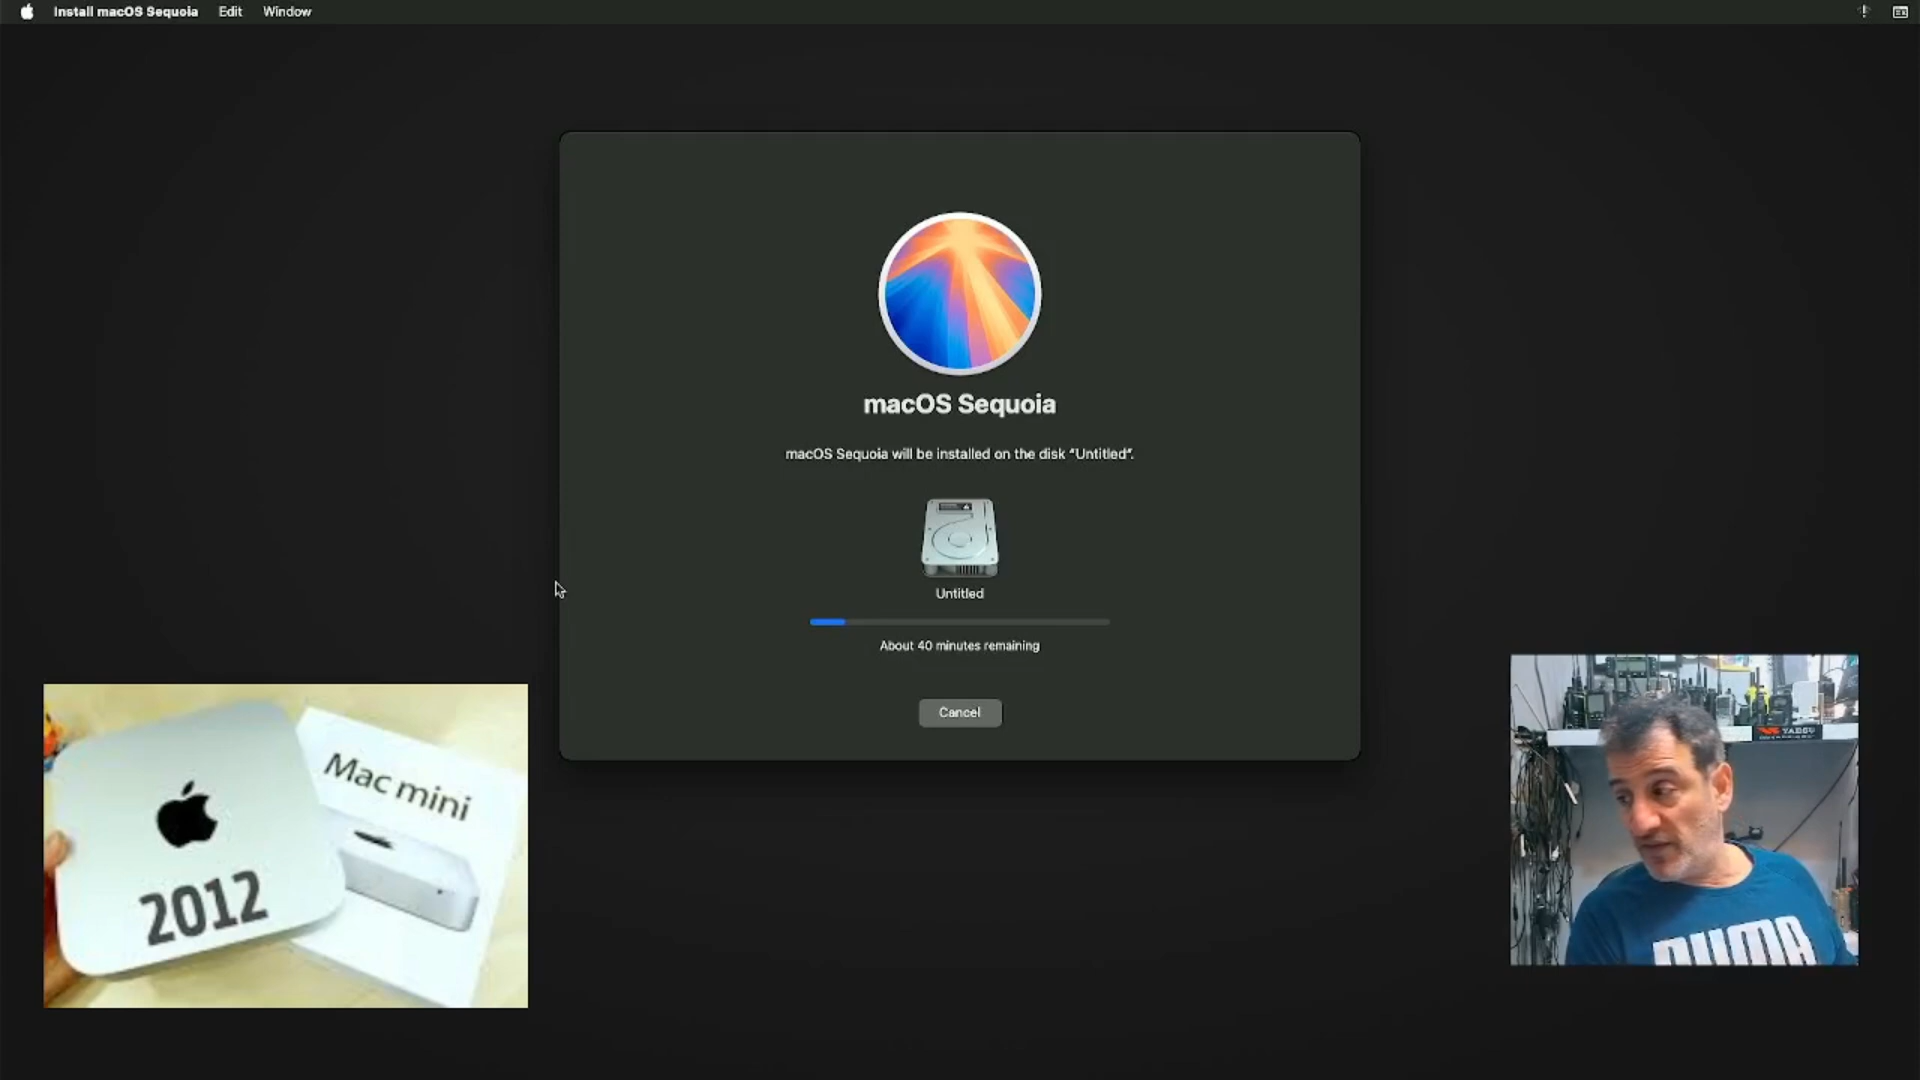 Install macOS Sequoia Edit Window
macOS Sequoia
macOS Sequoia will be installed on the disk “Untitled”.
Untitled
About 40 minutes remaining
Cancel
Mac mini
2012
YAESU
PUMA